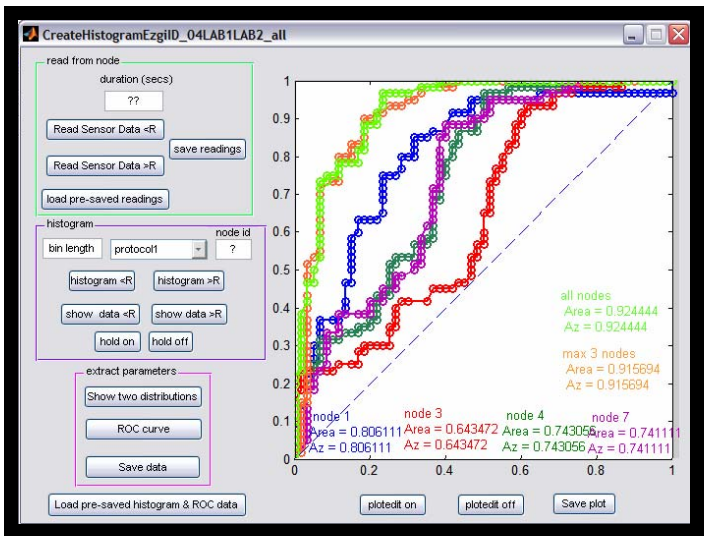 CreateHistogramEzgiID_04LAB1LAB2_all
read from node
duration (secs)
??
Read Sensor Data <R
save readings
Read Sensor Data >R
load pre-saved readings
histogram
node id
bin length
protocol1
?
histogram <R
histogram >R
show data <R
show data >R
hold on
hold off
extract parameters
Show two distributions
ROC curve
Save data
Load pre-saved histogram & ROC data
1
0.9
0.8
0.7
0.6
0.5
0.4
0.3
0.2
0.1
0
0
0.2
0.4
0.6
0.8
1
all nodes
Area = 0.924444
Az = 0.924444
max 3 nodes
Area = 0.915694
Az = 0.915694
node 1
Area = 0.806111
Az = 0.806111
node 3
Area = 0.643472
Az = 0.643472
node 4
Area = 0.743056
Az = 0.743056
node 7
Area = 0.741111
Az = 0.741111
plotedit on
plotedit off
Save plot